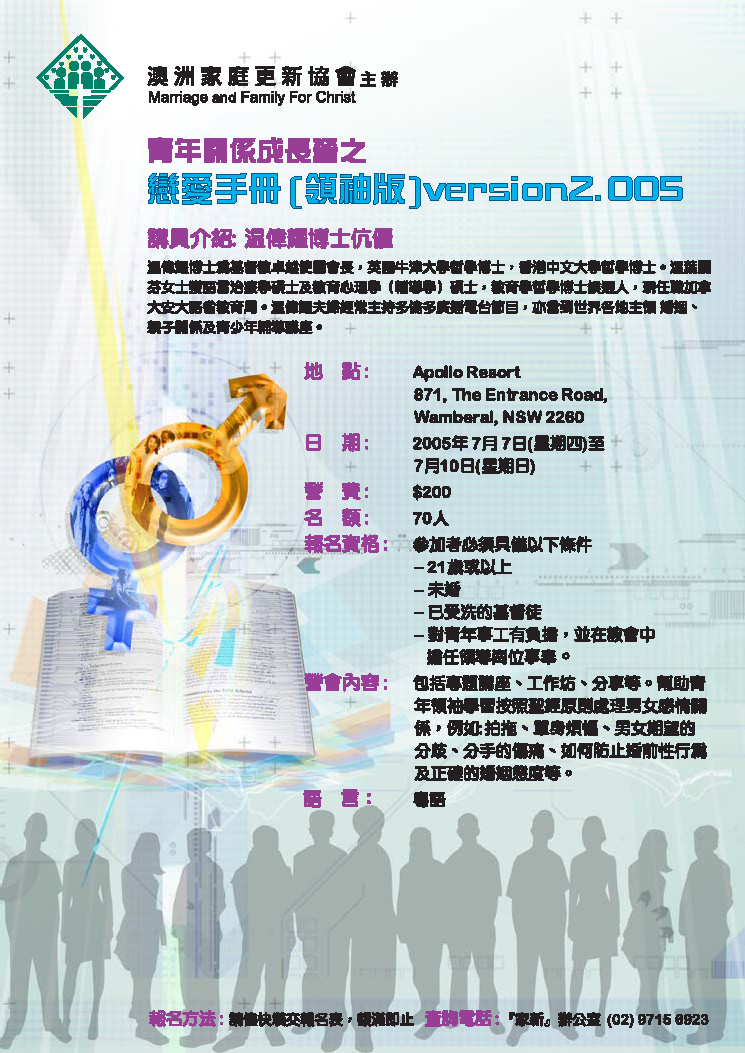 澳洲家庭更新協會主辦
Marriage and Family For Christ
青年關係成長營之
戀愛手冊(領袖版)version2.005
講員介紹: 溫偉耀博士伉儷
溫偉耀博士為基督教卓越使團會長，英國牛津大學哲學博士，香港中文大學哲學博士。溫葉關
芬女士擁有言治療學碩士及教育心理學（輔導學）碩士，教育學哲學博士候選人，現任職加拿
大安大略省教育局。溫偉耀夫婦經常主持多倫多廣播電台節目，亦常到世界各地主領 婚姻、
親子關係及青少年輔導講座。
地 點: Apollo Resort
871, The Entrance Road,
Wamberal, NSW 2260
日 期: 2005年 7月 7日(星期四)至
7月10日(星期日)
營 費: $200
名 額: 70人
報名資格: 參加者必須具備以下條件
– 21歲或以上
– 未婚
– 已受洗的基督徒
– 對青年事工有負擔，並在教會中
擔任領導崗位事奉。
營會內容: 包括專題講座、工作坊、分享等。幫助青
年領袖學習按照聖經原則處理男女感情關
係，例如: 拍拖、單身煩惱、男女期望的
分歧、分手的傷痛、如何防止婚前性行為
及正確的婚姻態度等。
語 言: 粵語
報名方法: 請儘快填交報名表，額滿即止 查詢電話:『家新』辦公室 (02) 9715 6923